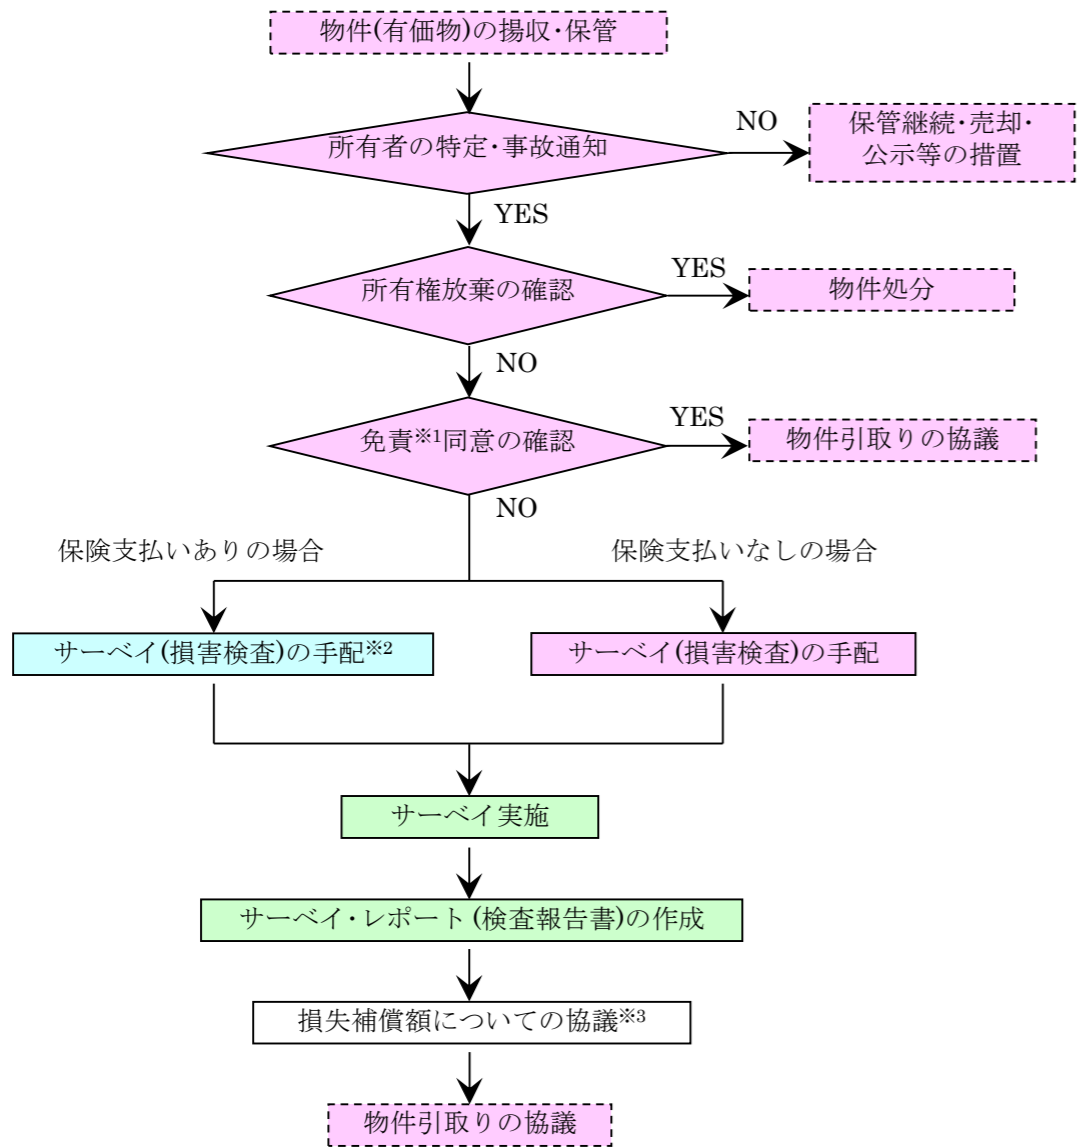 物件(有価物)の揚収･保管
所有者の特定･事故通知
NO
保管継続･売却･
公示等の措置
YES
所有権放棄の確認
YES
物件処分
NO
免責※1同意の確認
YES
物件引取りの協議
NO
保険支払いありの場合
保険支払いなしの場合
サーベイ(損害検査)の手配※2
サーベイ(損害検査)の手配
サーベイ実施
サーベイ･レポート(検査報告書)の作成
損失補償額についての協議※3
物件引取りの協議